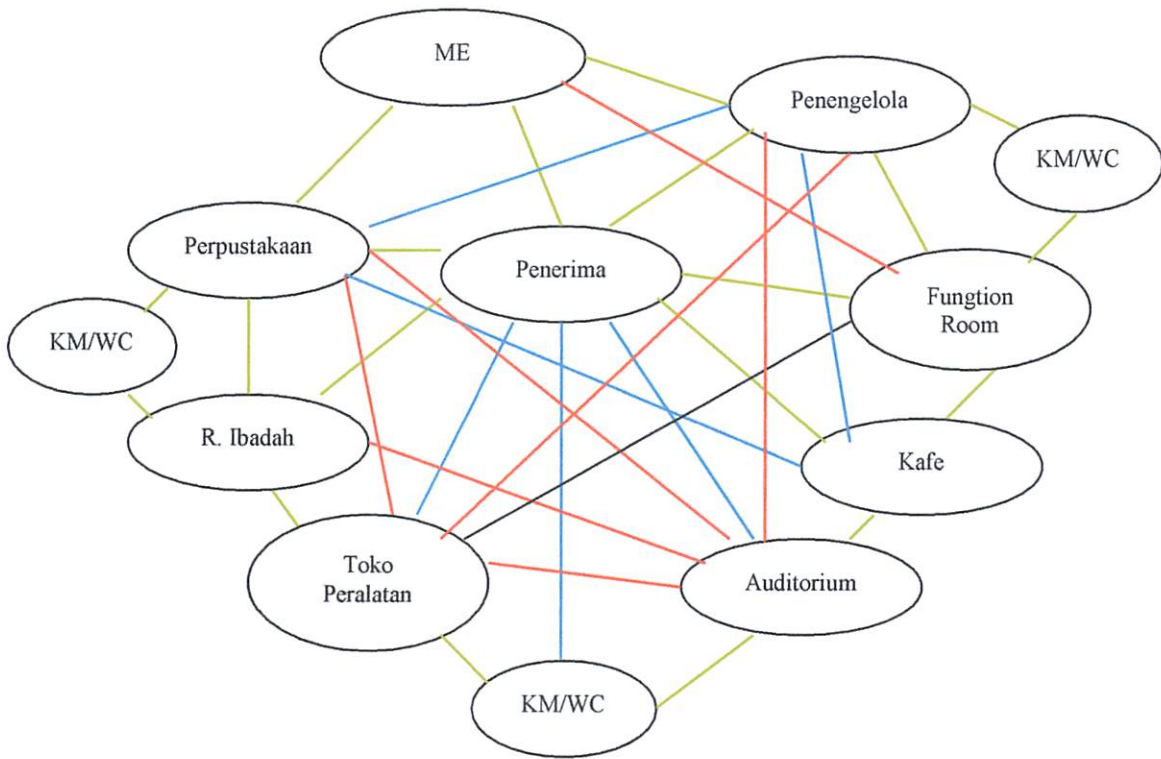 ME
Penengelola
KM/WC
Perpustakaan
Penerima
Fungtion
Room
KM/WC
R. Ibadah
Kafe
Toko
Peralatan
Auditorium
KM/WC